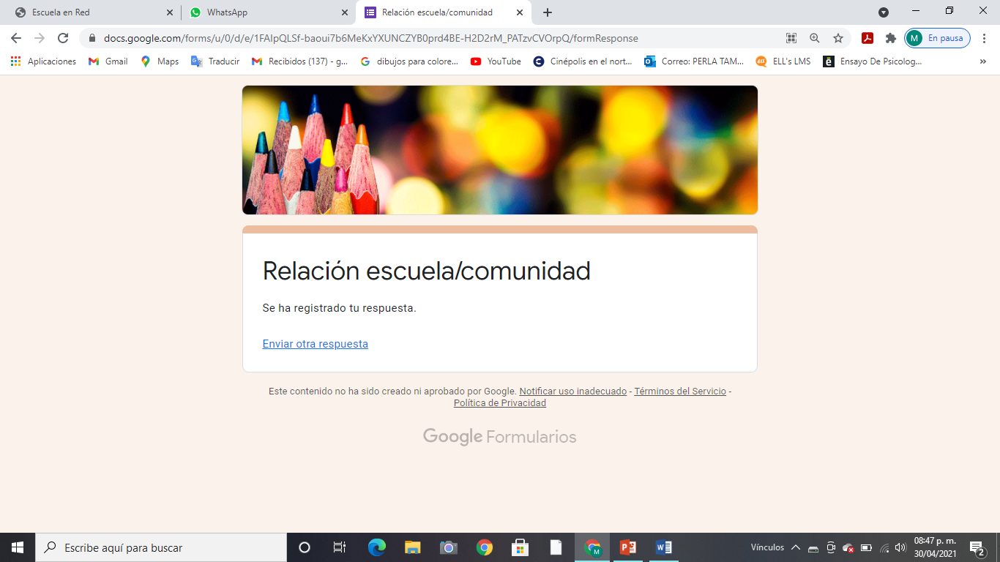 Escuela en Red
WhatsApp
Relación escuela/comunidad
docs.google.com/forms/u/0/d/e/1FAIpQLSf-baoui7b6MeKxYXUNCZYB0prd4BE-H2D2rM_PATzvCVOrpQ/formResponse
M En pausa
Aplicaciones Gmail Maps Traducir Recibidos (137) - g... dibujos para colore... YouTube Cinépolis en el nort... Correo: PERLA TAM... ELL's LMS Ensayo De Psicolog... »
Relación escuela/comunidad
Se ha registrado tu respuesta.
Enviar otra respuesta
Este contenido no ha sido creado ni aprobado por Google. Notificar uso inadecuado - Términos del Servicio -
Política de Privacidad
Google Formularios
Escribe aquí para buscar
Vínculos
08:47 p. m.
30/04/2021
2